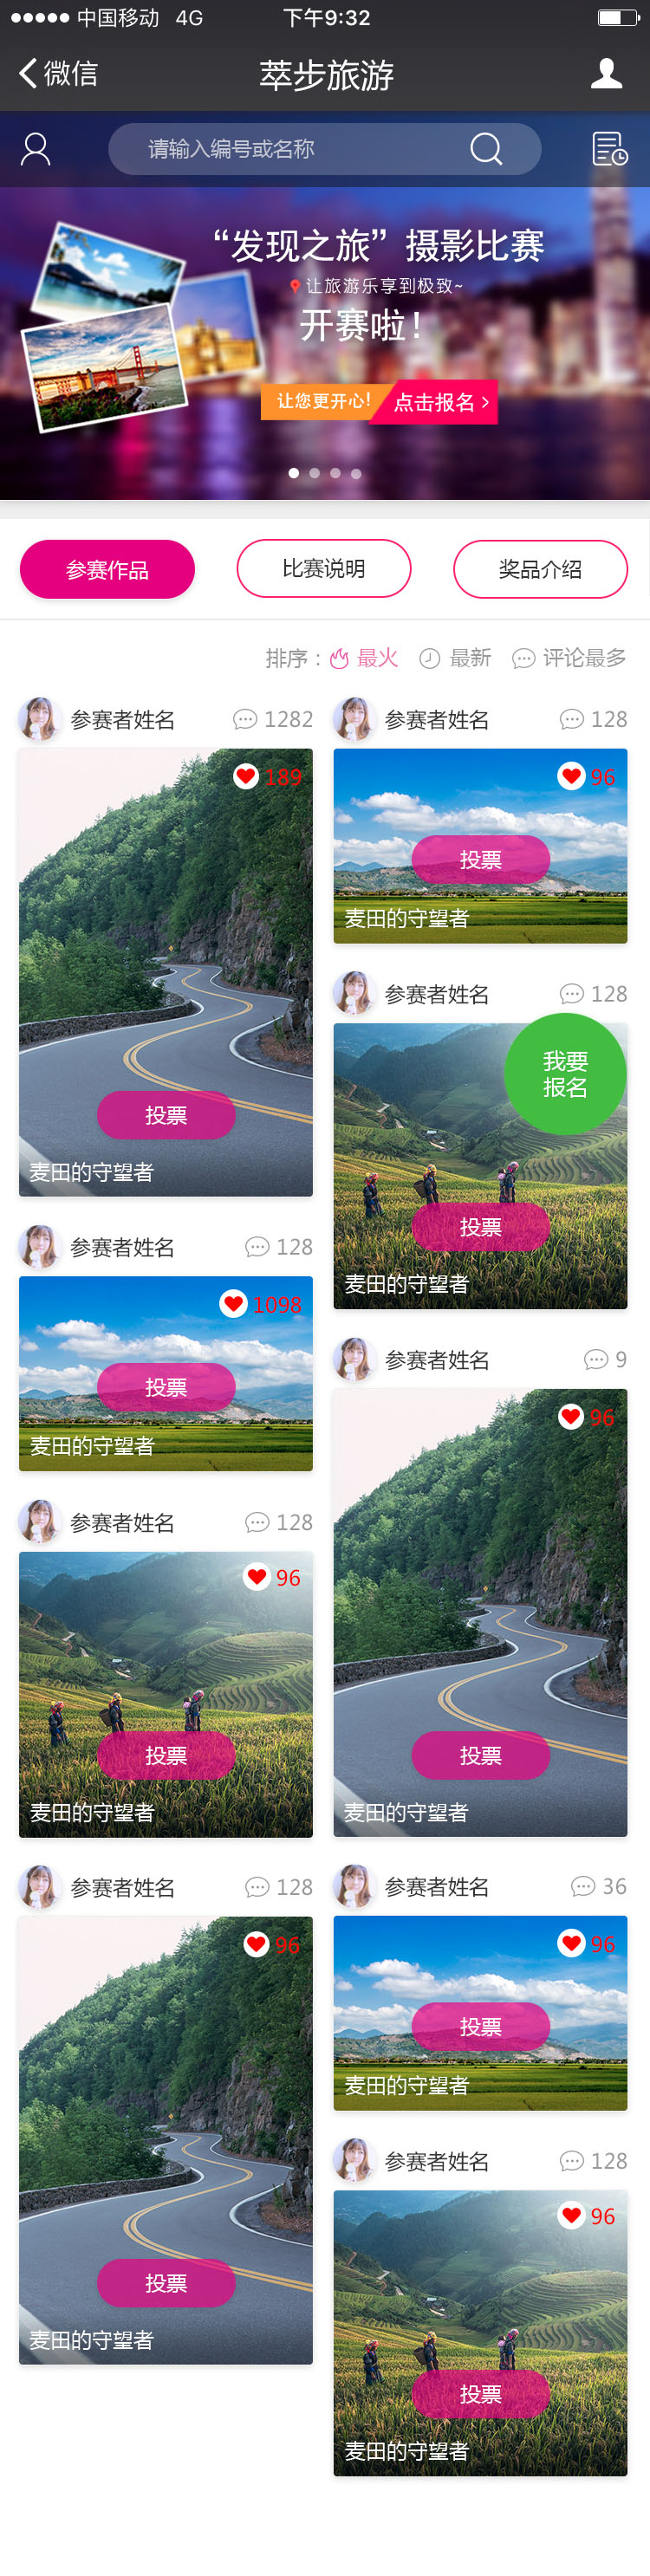 中国移动 4G 下午9:32
微信 萃步旅游
请输入编号或名称
“发现之旅”摄影比赛
让旅游乐享到极致~
开赛啦！
让您更开心! 点击报名 >
参赛作品 比赛说明 奖品介绍
排序：最火 最新 评论最多
参赛者姓名 1282
189
投票
麦田的守望者
参赛者姓名 128
96
投票
麦田的守望者
参赛者姓名 128
我要
报名
投票
麦田的守望者
参赛者姓名 128
1098
投票
麦田的守望者
参赛者姓名 9
96
投票
麦田的守望者
参赛者姓名 128
96
投票
麦田的守望者
参赛者姓名 128
96
投票
麦田的守望者
参赛者姓名 36
96
投票
麦田的守望者
参赛者姓名 128
96
投票
麦田的守望者